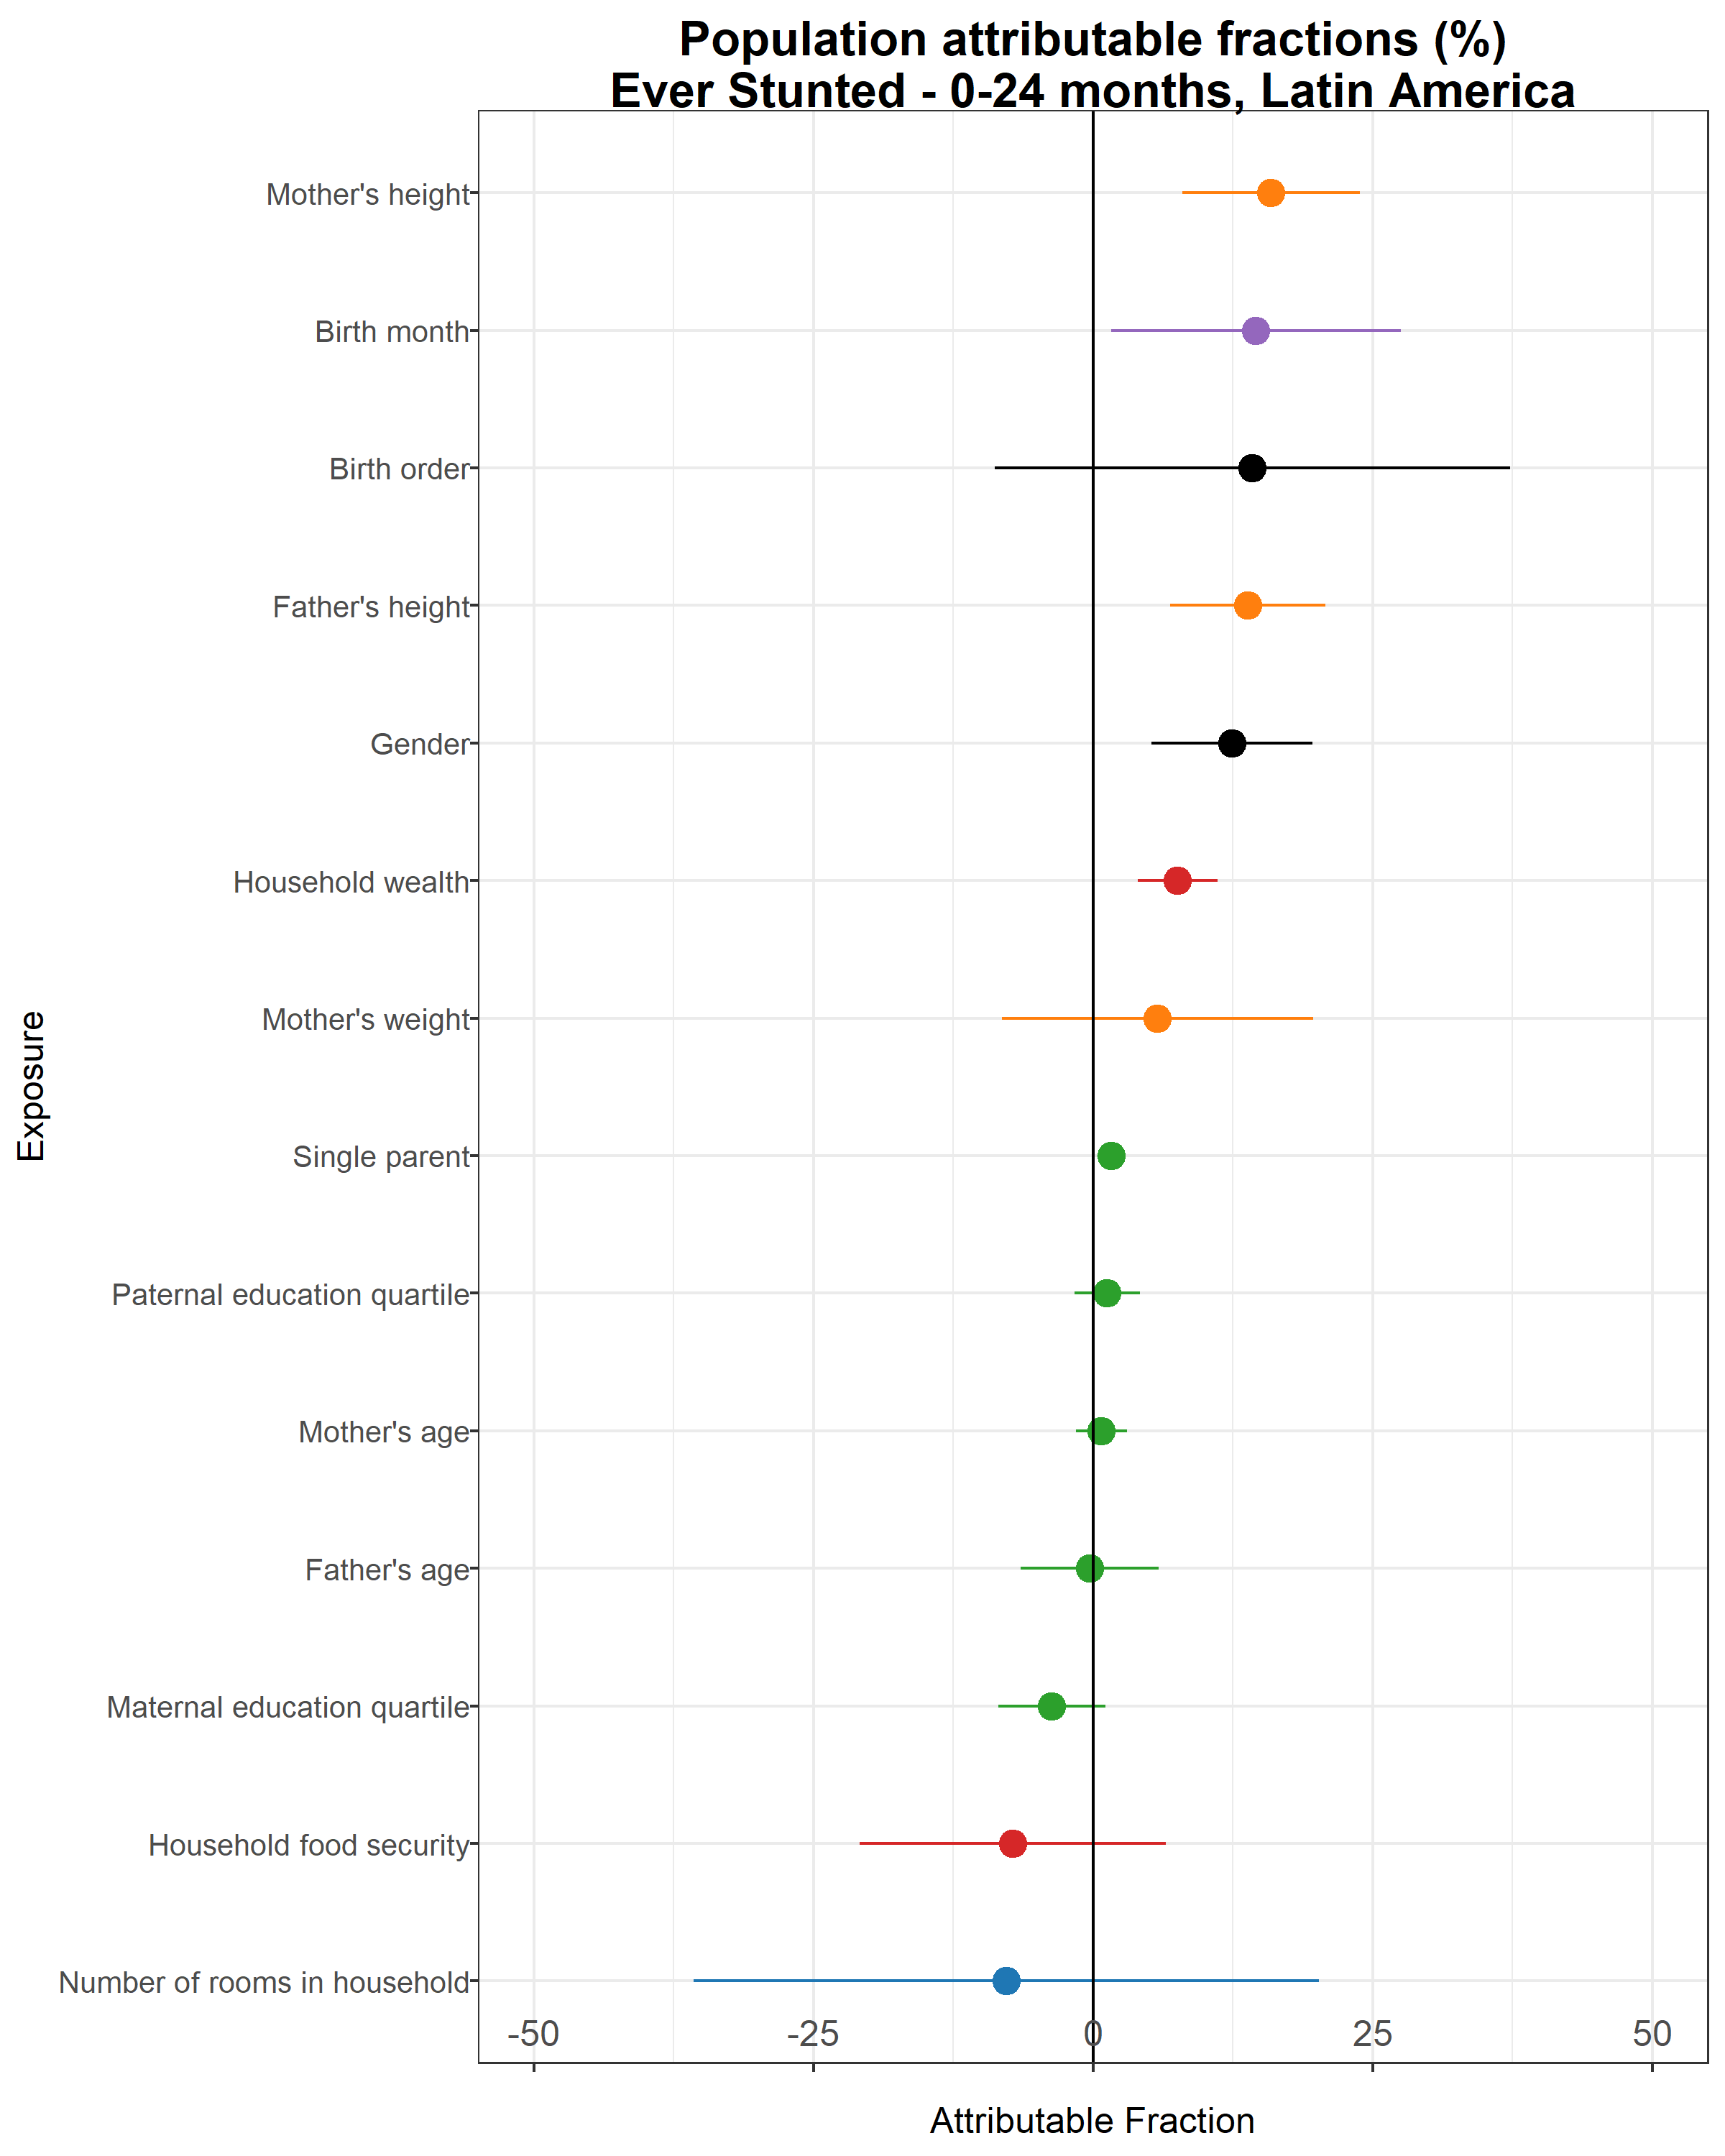 Population attributable fractions (%)
Ever Stunted - 0-24 months, Latin America
Exposure
Mother's height
Birth month
Birth order
Father's height
Gender
Household wealth
Mother's weight
Single parent
Paternal education quartile
Mother's age
Father's age
Maternal education quartile
Household food security
Number of rooms in household
-50 -25 0 25 50
Attributable Fraction